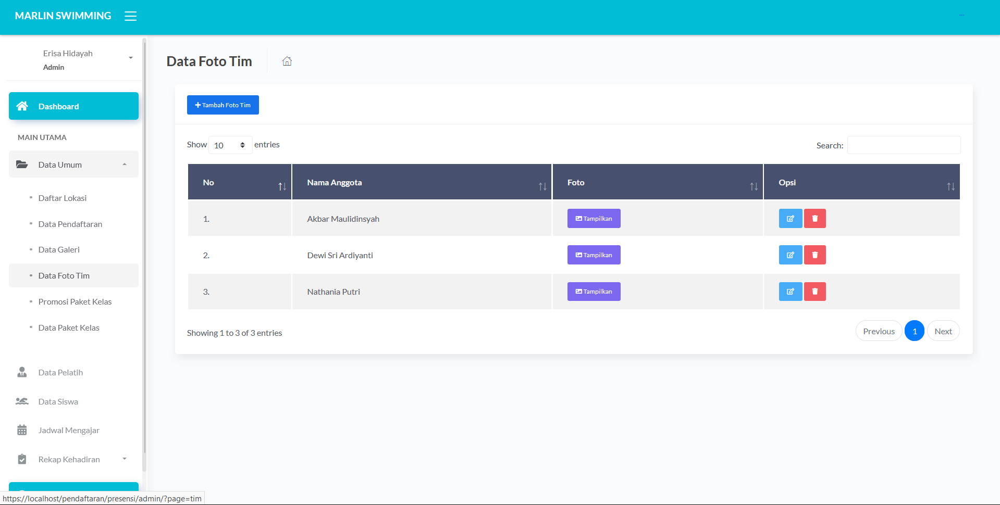 MARLIN SWIMMING
...
Erisa Hidayah
Admin
Dashboard
MAIN UTAMA
Data Umum
Daftar Lokasi
Data Pendaftaran
Data Galeri
Data Foto Tim
Promosi Paket Kelas
Data Paket Kelas
Data Pelatih
Data Siswa
Jadwal Mengajar
Rekap Kehadiran
Data Foto Tim
Tambah Foto Tim
Show 10 entries
Search:
No Nama Anggota Foto Opsi
1. Akbar Maulidinsyah Tampilkan
2. Dewi Sri Ardiyanti Tampilkan
3. Nathania Putri Tampilkan
Showing 1 to 3 of 3 entries
Previous 1 Next
https://localhost/pendaftaran/presensi/admin/?page=tim